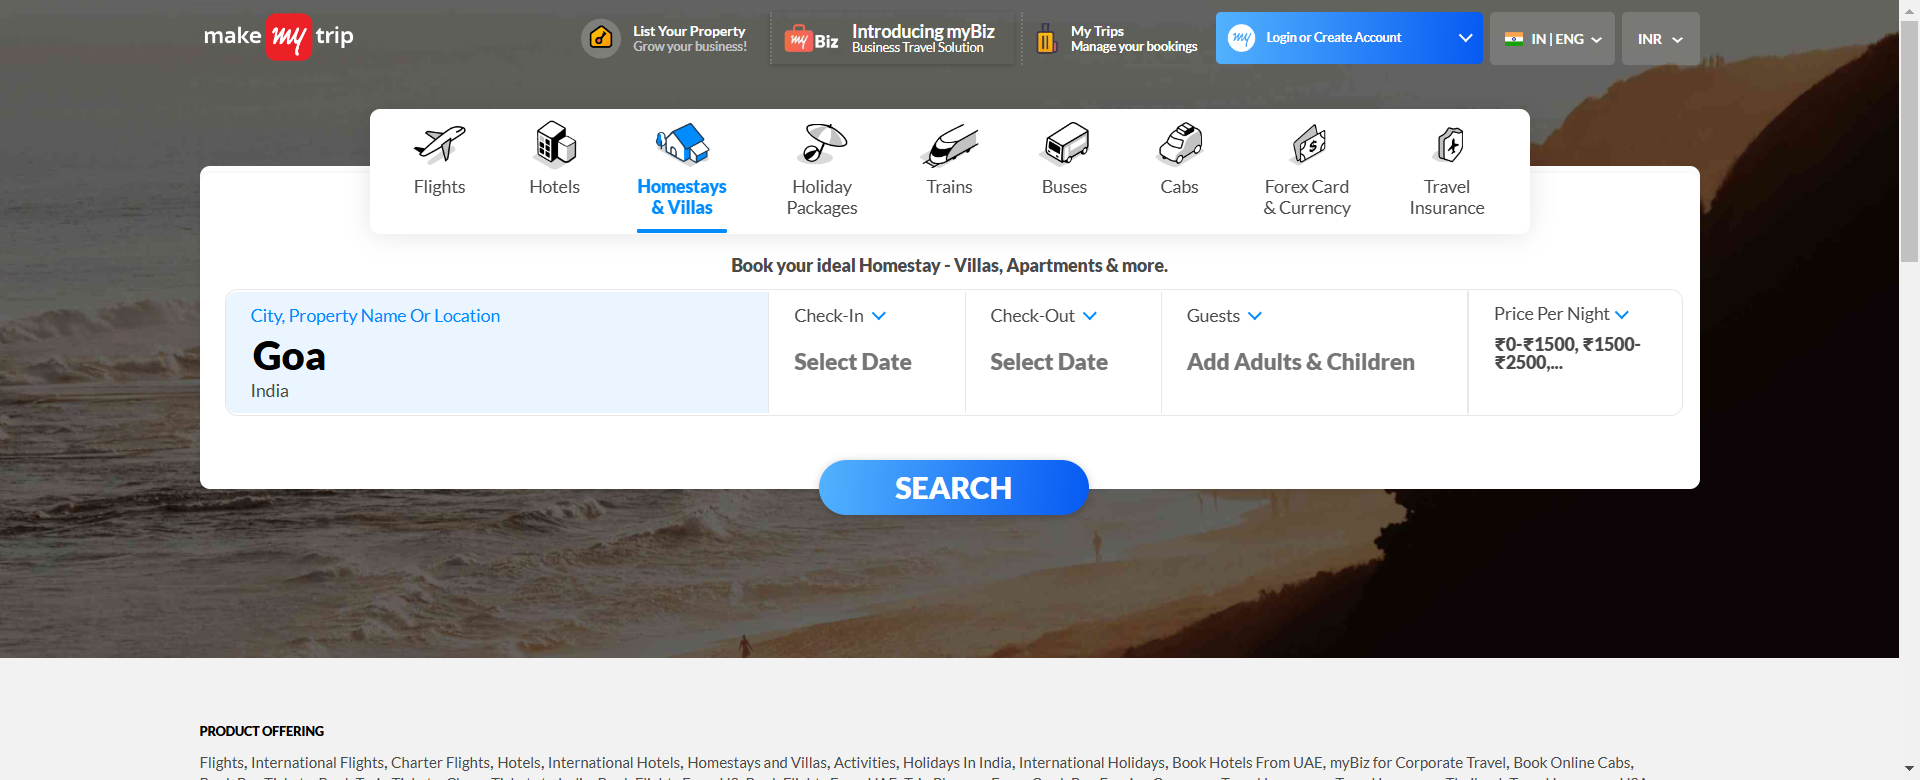 make my trip
List Your Property
Grow your business!
my Biz
Introducing myBiz
Business Travel Solution
My Trips
Manage your bookings
my
Login or Create Account
IN | ENG
INR
Flights
Hotels
Homestays
& Villas
Holiday
Packages
Trains
Buses
Cabs
Forex Card
& Currency
Travel
Insurance
Book your ideal Homestay - Villas, Apartments & more.
City, Property Name Or Location
Goa
India
Check-In
Select Date
Check-Out
Select Date
Guests
Add Adults & Children
Price Per Night
₹0-₹1500, ₹1500-
₹2500,...
SEARCH
PRODUCT OFFERING
Flights, International Flights, Charter Flights, Hotels, International Hotels, Homestays and Villas, Activities, Holidays In India, International Holidays, Book Hotels From UAE, myBiz for Corporate Travel, Book Online Cabs,